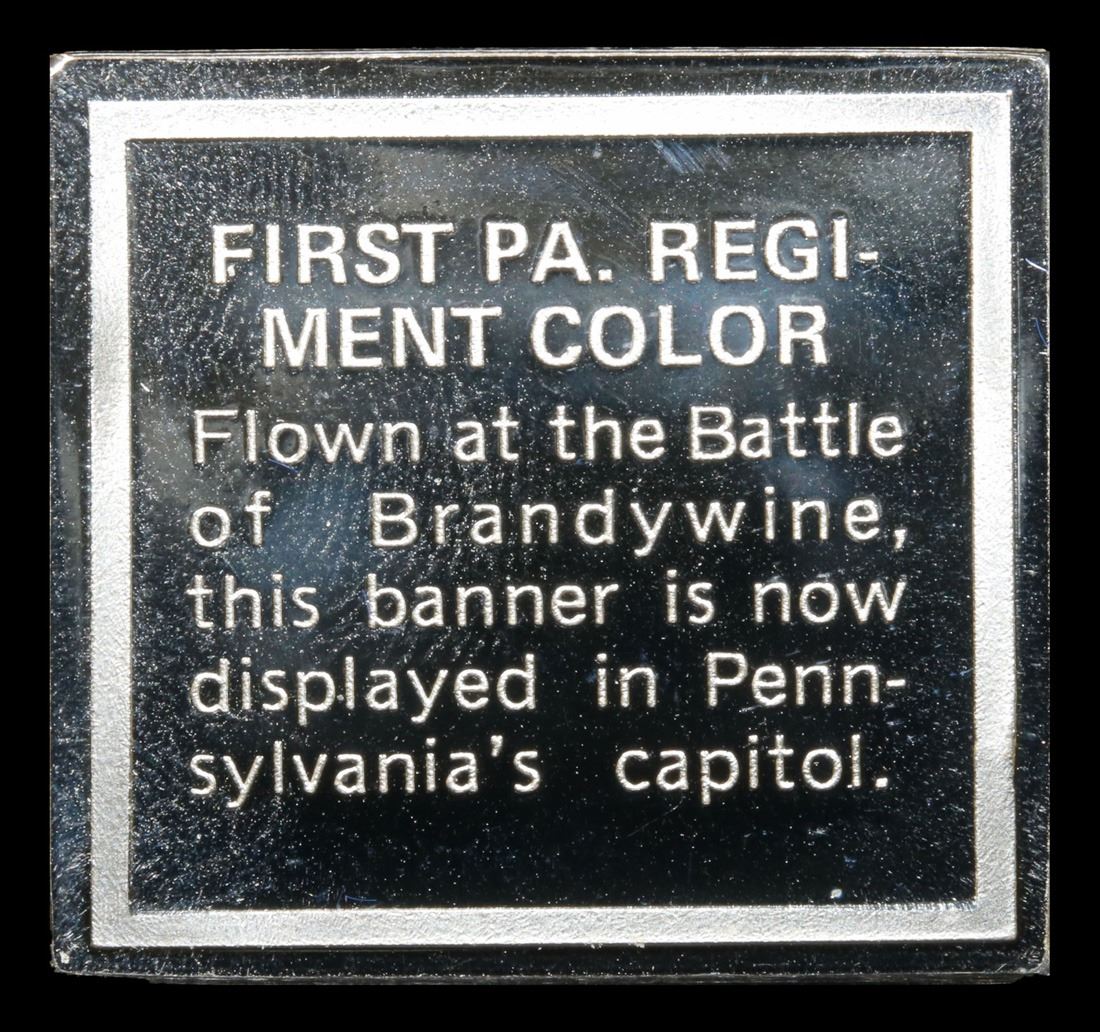 FIRST PA. REGI-
MENT COLOR
Flown at the Battle
of Brandywine,
this banner is now
displayed in Penn-
sylvania's capitol.